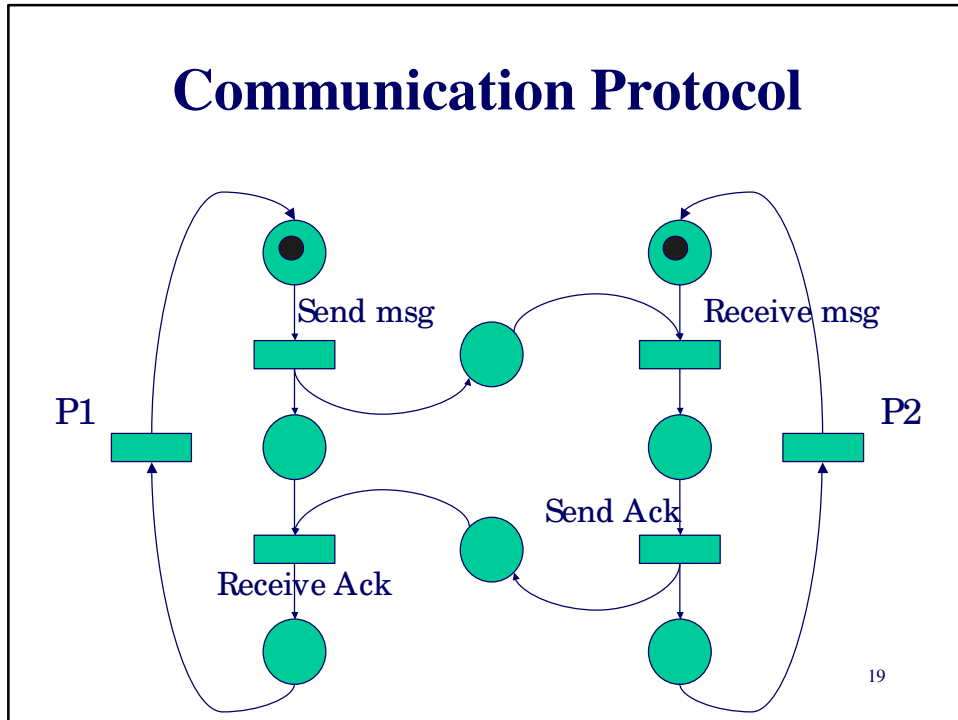 Communication Protocol
Send msg
Receive msg
P1
P2
Send Ack
Receive Ack
19